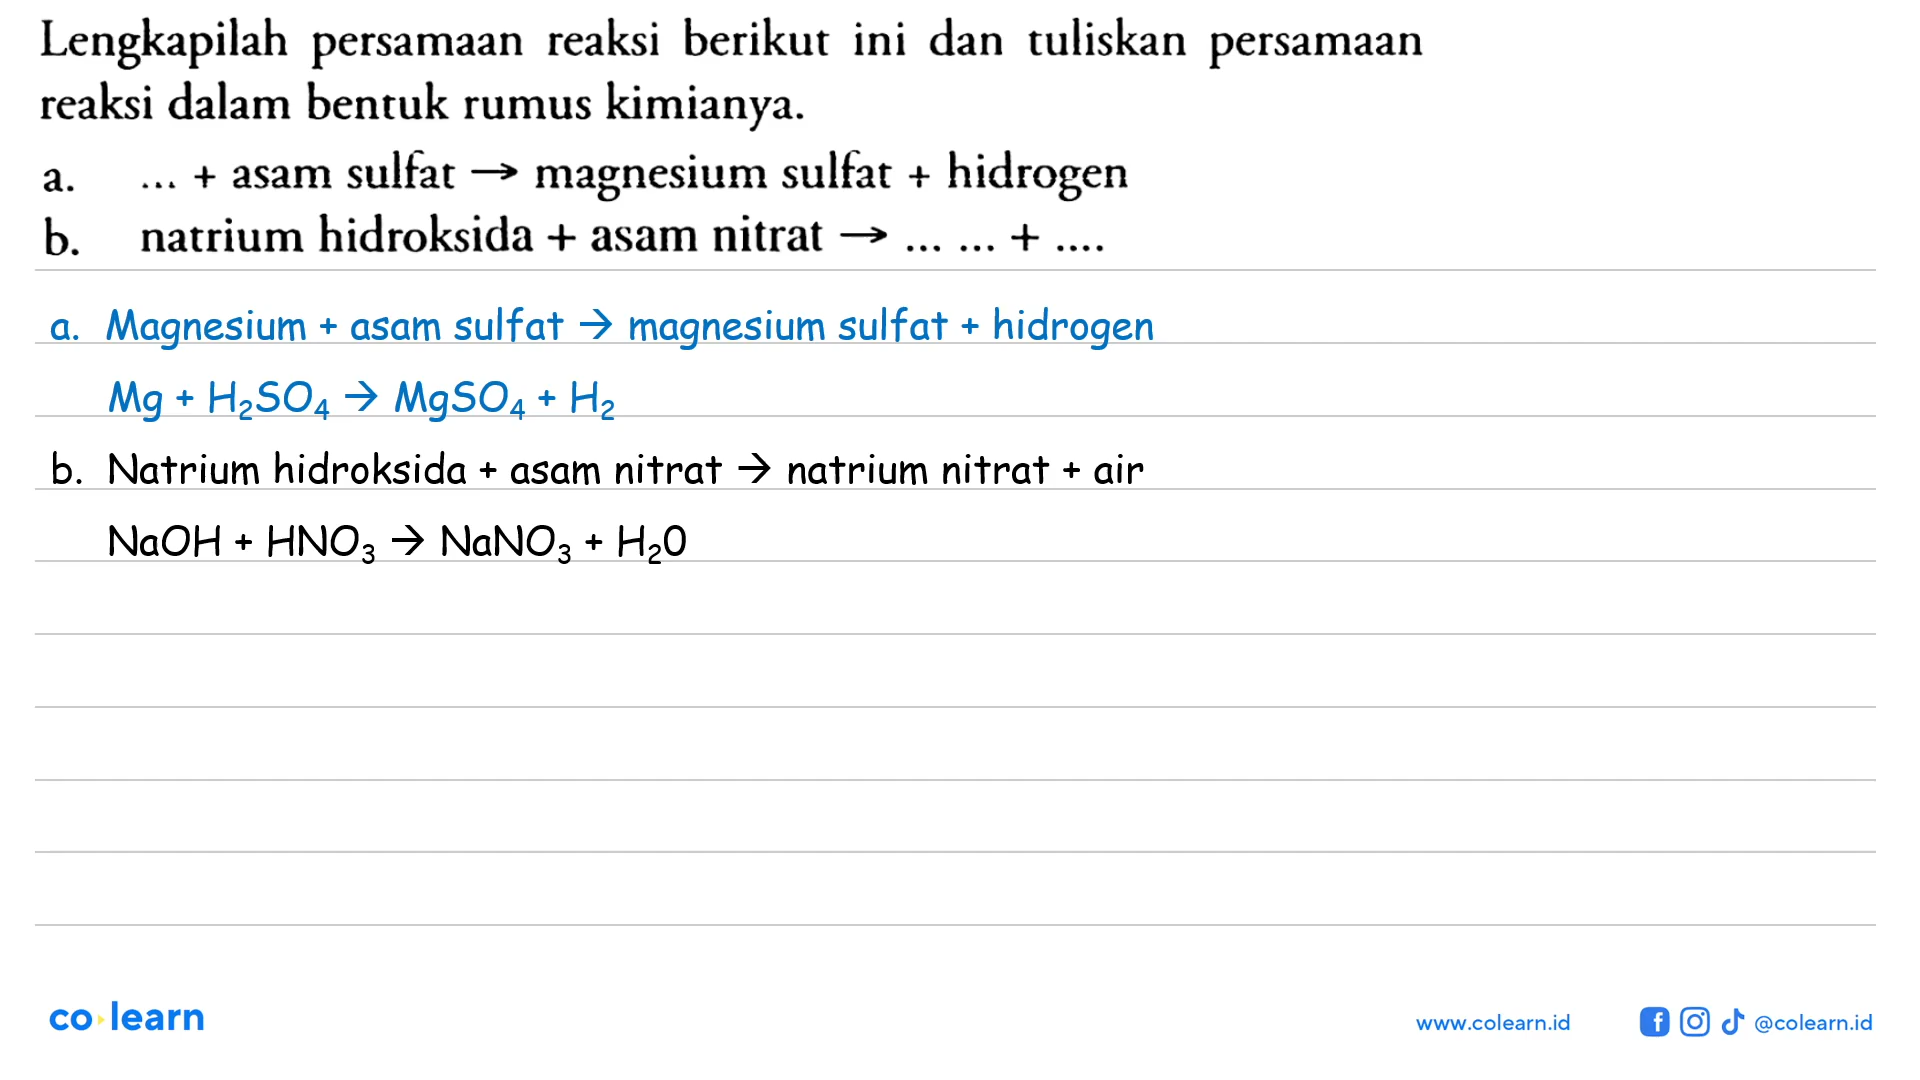 Lengkapilah persamaan reaksi berikut ini dan tuliskan persamaan
reaksi dalam bentuk rumus kimianya.
a. ... + asam sulfat → magnesium sulfat + hidrogen
b. natrium hidroksida + asam nitrat → ... ... + ....
a. Magnesium + asam sulfat → magnesium sulfat + hidrogen
Mg + H₂SO₄ → MgSO₄ + H₂
b. Natrium hidroksida + asam nitrat → natrium nitrat + air
NaOH + HNO₃ → NaNO₃ + H₂0
co learn
www.colearn.id
@colearn.id